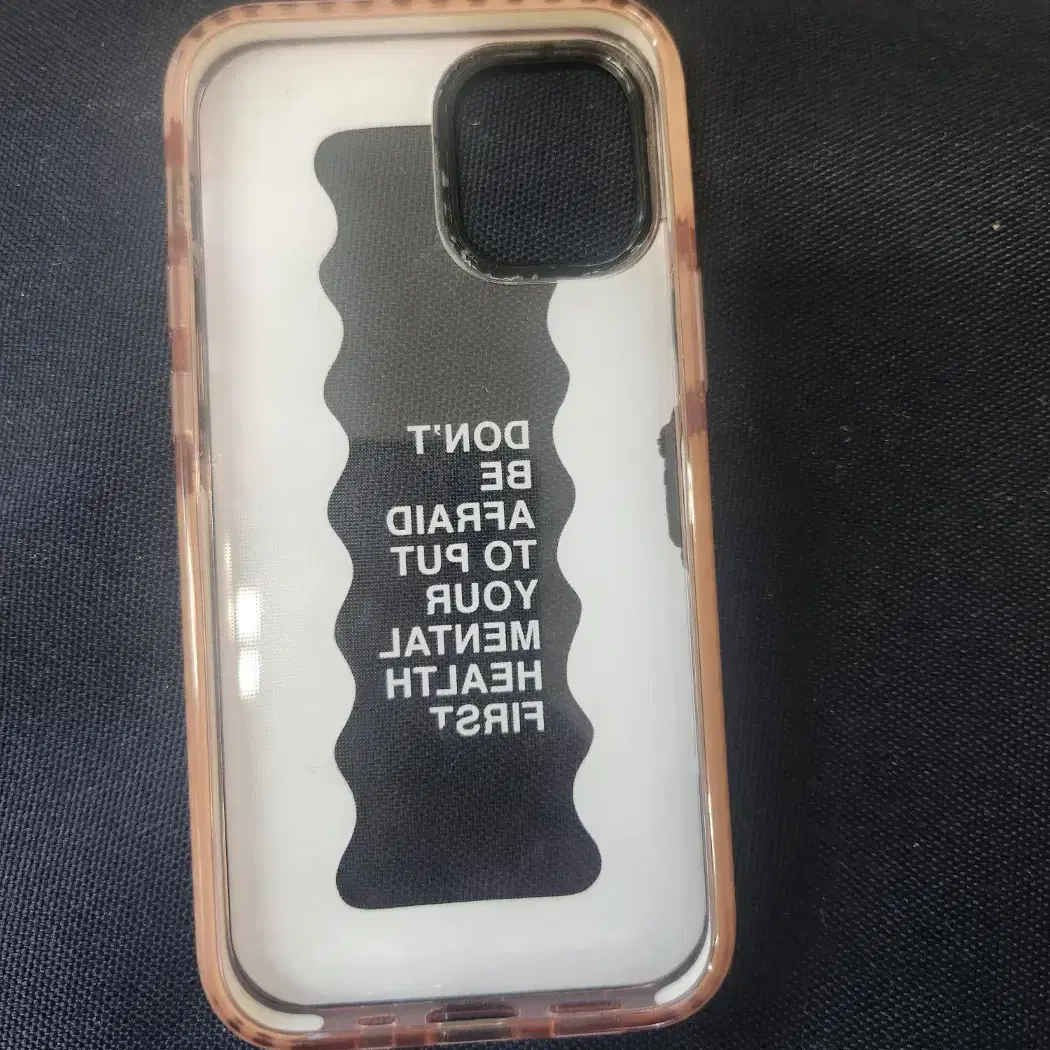 DON'T
BE
AFRAID
TO PUT
YOUR
MENTAL
HEALTH
FIRST